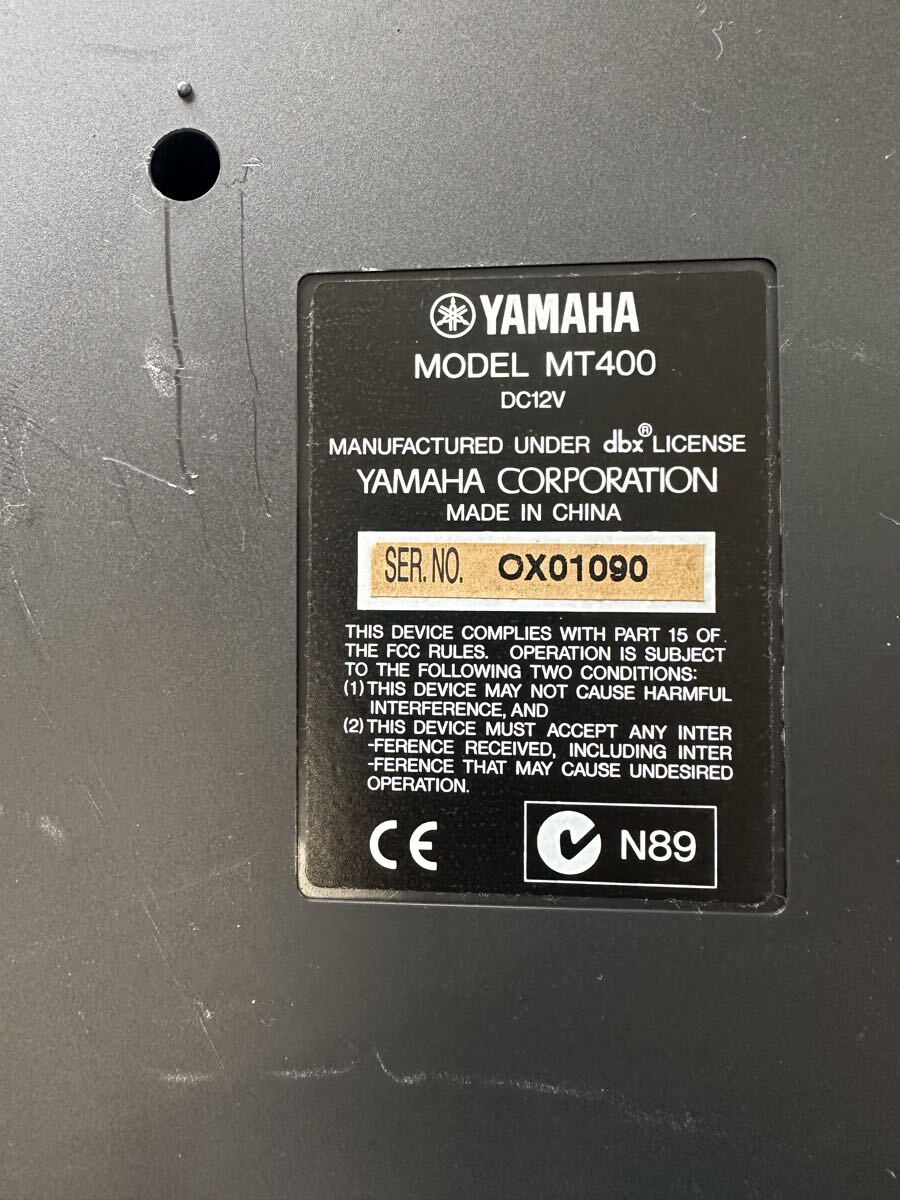 YAMAHA
MODEL MT400
DC12V
MANUFACTURED UNDER dbx® LICENSE
YAMAHA CORPORATION
MADE IN CHINA
SER. NO. OX01090
THIS DEVICE COMPLIES WITH PART 15 OF
THE FCC RULES. OPERATION IS SUBJECT
TO THE FOLLOWING TWO CONDITIONS:
(1) THIS DEVICE MAY NOT CAUSE HARMFUL
INTERFERENCE, AND
(2) THIS DEVICE MUST ACCEPT ANY INTER
-FERENCE RECEIVED, INCLUDING INTER
-FERENCE THAT MAY CAUSE UNDESIRED
OPERATION.
CE N89